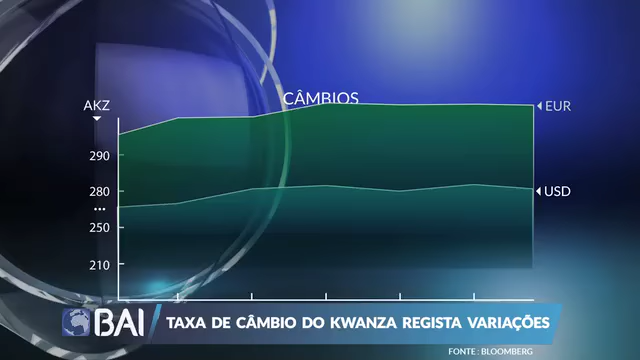 CÂMBIOS
AKZ
EUR
290
280
USD
...
250
210
BAI
TAXA DE CÂMBIO DO KWANZA REGISTA VARIAÇÕES
FONTE: BLOOMBERG